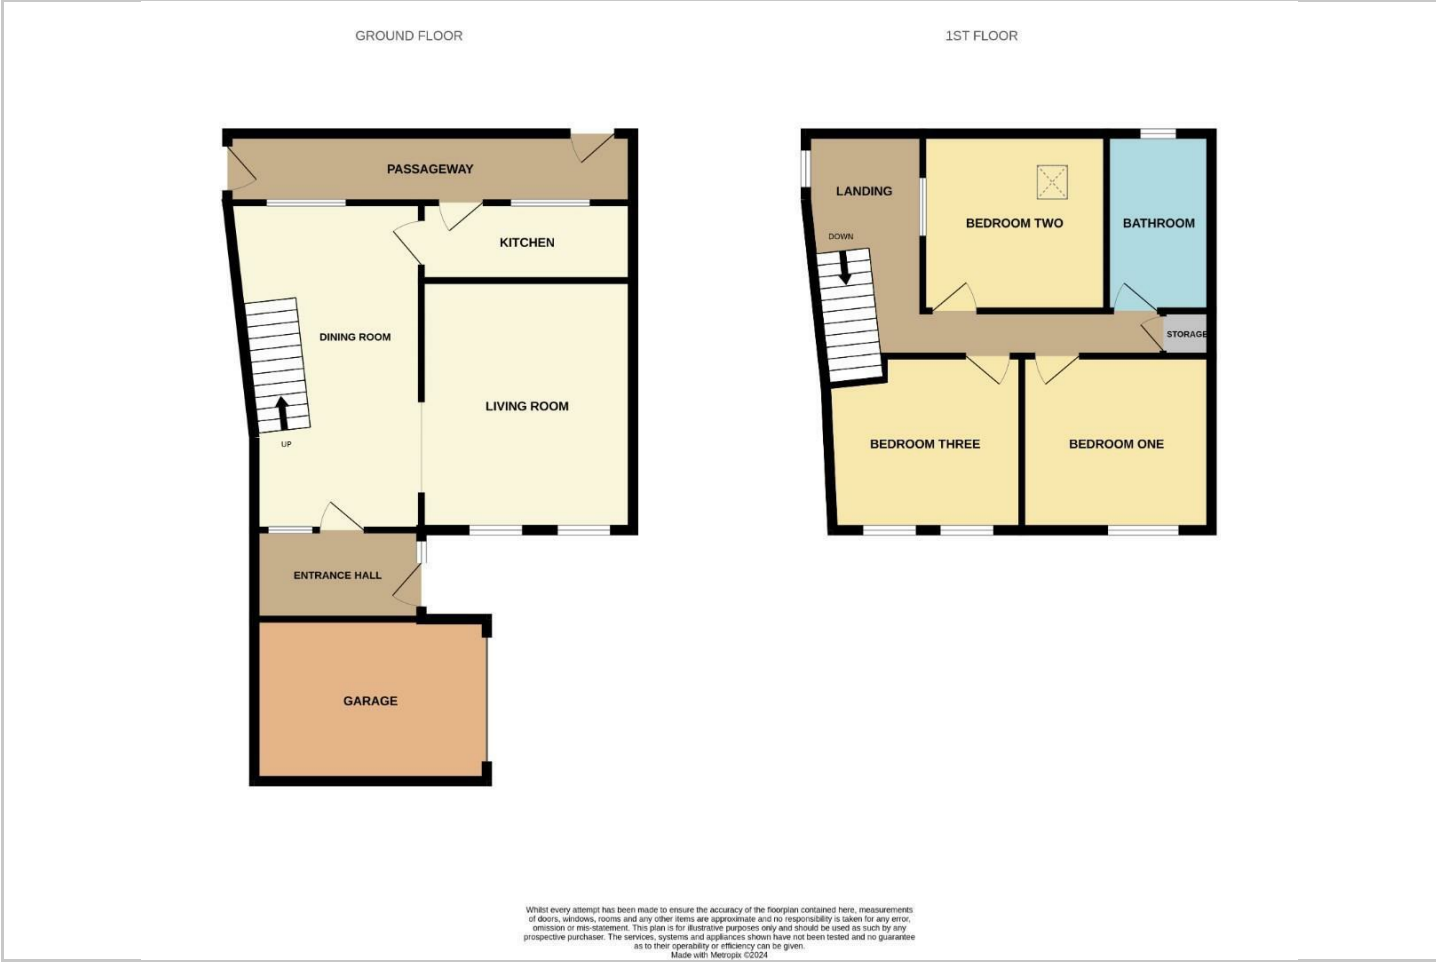 GROUND FLOOR
1ST FLOOR
PASSAGEWAY
KITCHEN
DINING ROOM
LIVING ROOM
UP
ENTRANCE HALL
GARAGE
LANDING
DOWN
BEDROOM TWO
BATHROOM
STORAGE
BEDROOM THREE
BEDROOM ONE
Whilst every attempt has been made to ensure the accuracy of the floorplan contained here, measurements
of doors, windows, rooms and any other items are approximate and no responsibility is taken for any error,
omission or mis-statement. This plan is for illustrative purposes only and should be used as such by any
prospective purchaser. The services, systems and appliances shown have not been tested and no guarantee
as to their operability or efficiency can be given.
Made with Metropix ©2024